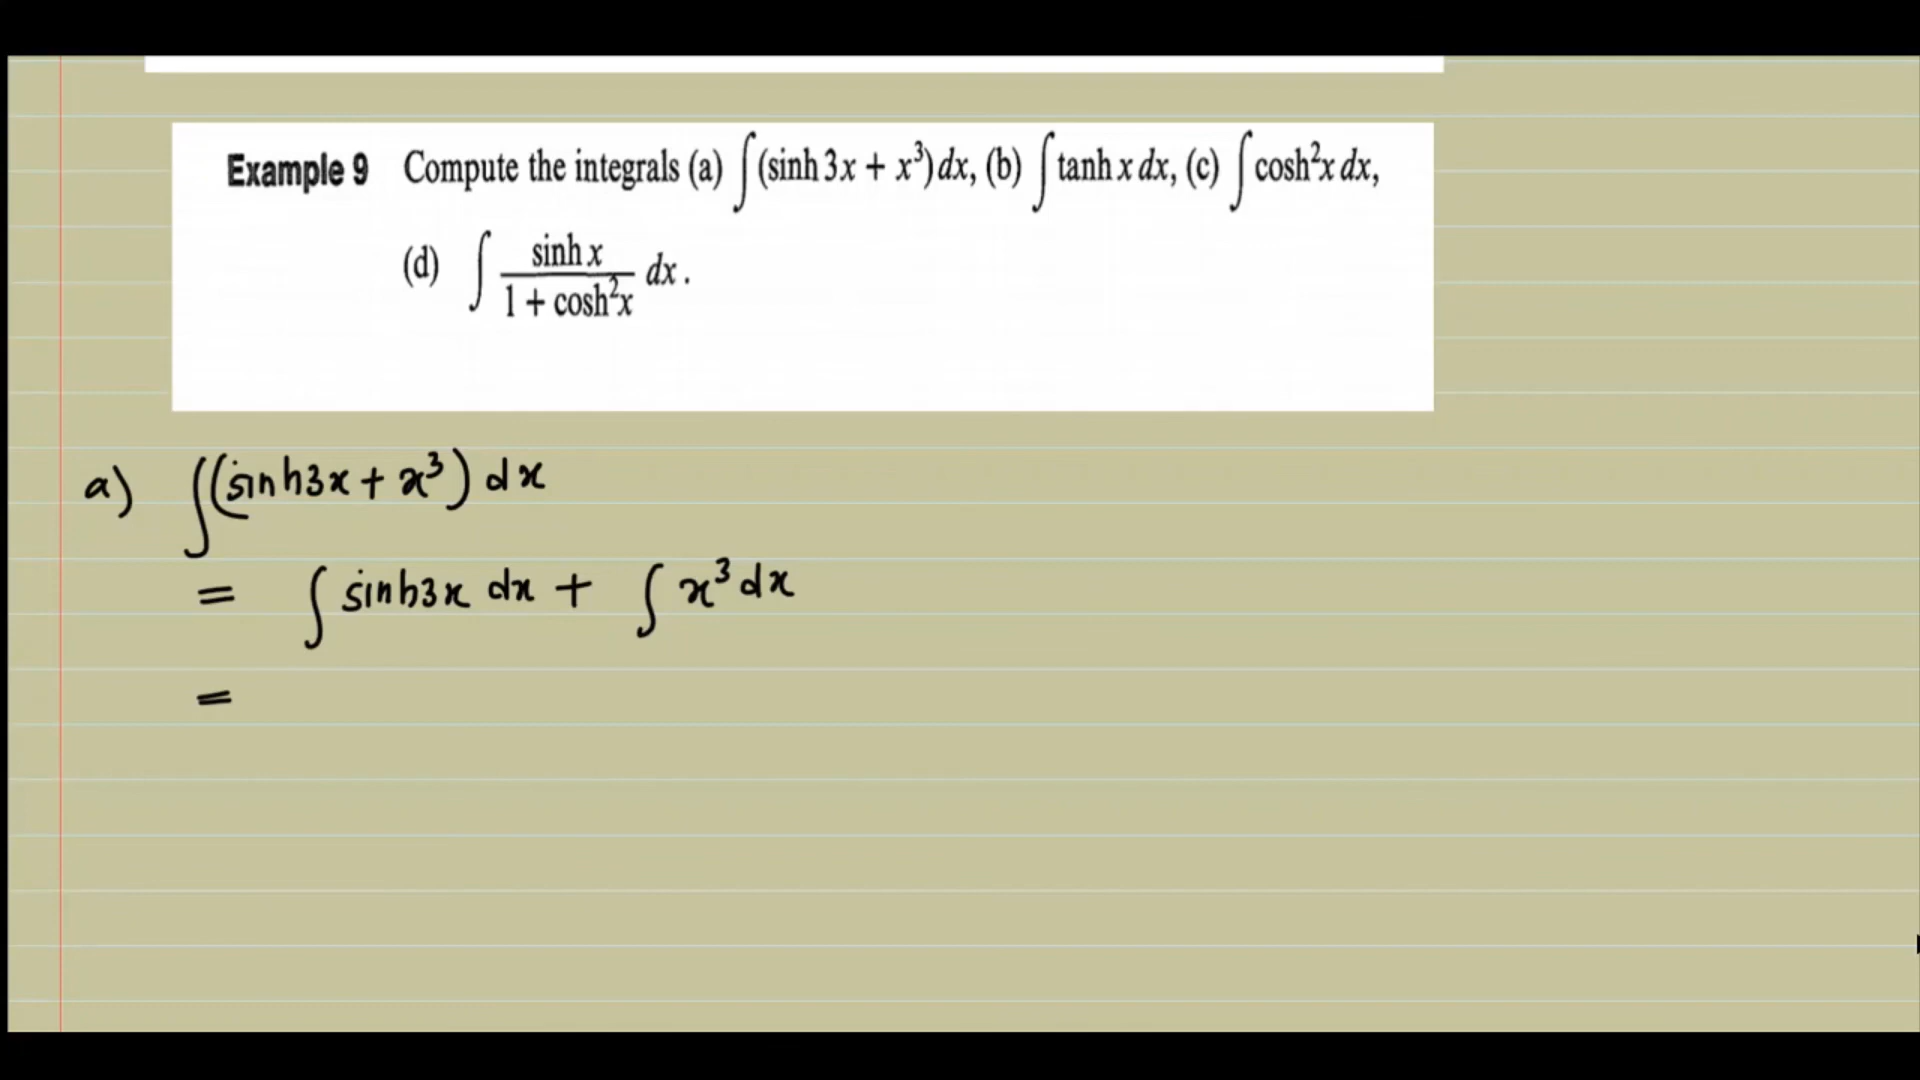 Example 9 Compute the integrals (a) ∫(sinh 3x + x³) dx, (b) ∫tanh x dx, (c) ∫cosh²x dx,
(d) ∫ sinh x / 1 + cosh²x dx.
a) ∫(sinh3x + x³) dx
= ∫ sinh3x dx + ∫ x³ dx
=